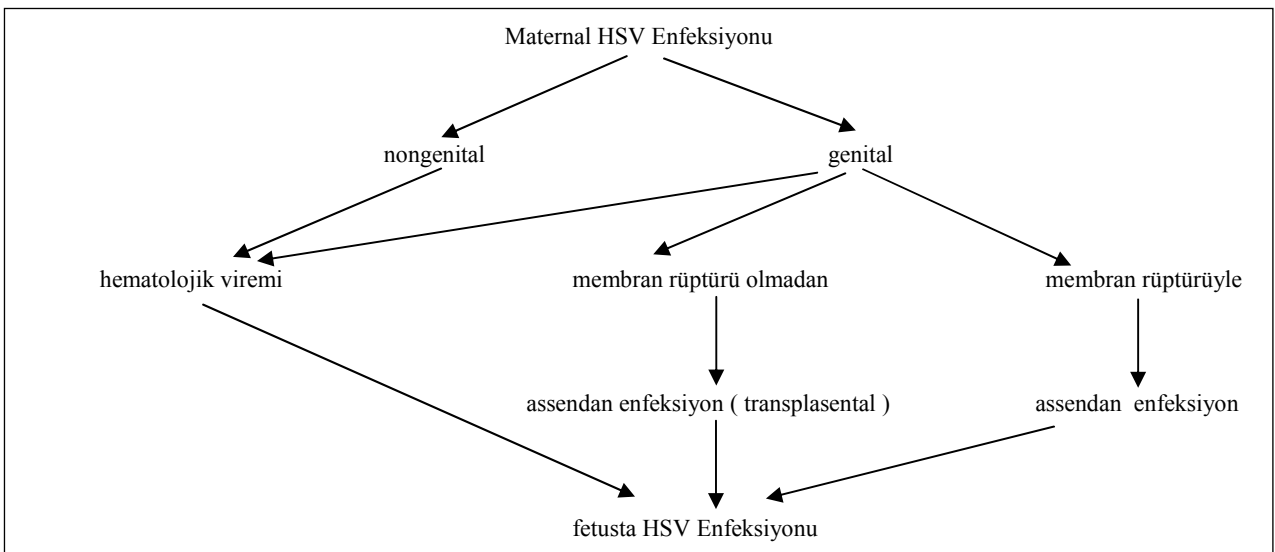 Maternal HSV Enfeksiyonu
nongenital
genital
hematolojik viremi
membran rüptürü olmadan
membran rüptürüyle
assendan enfeksiyon ( transplasental )
assendan enfeksiyon
fetusta HSV Enfeksiyonu